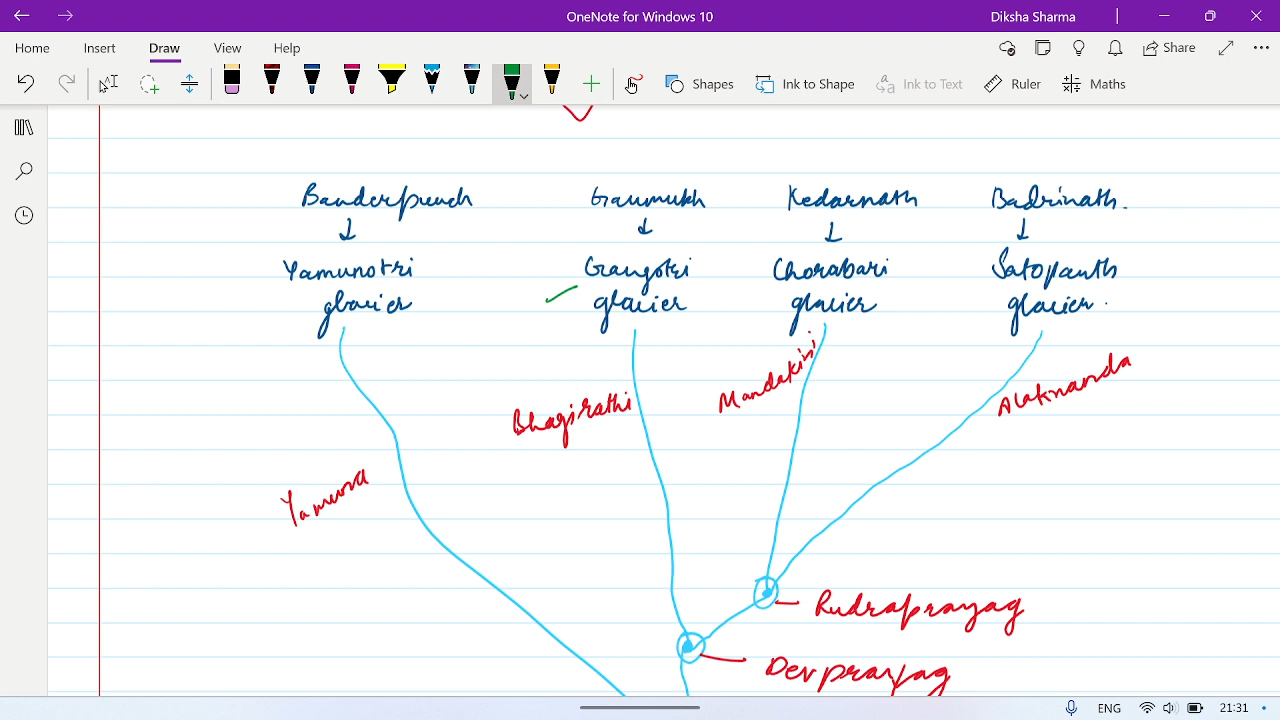 OneNote for Windows 10
Diksha Sharma
Home Insert Draw View Help
Share
Shapes Ink to Shape Ink to Text Ruler Maths
Banderpunch Gaumukh Kedarnath Badrinath.
Yamunotri Gangotri Chorabari Satopanth
glacier glacier glacier glacier.
Mandakini
Alaknanda
Bhagirathi
Yamuna
Rudraprayag
Devprayag
ENG
21:31